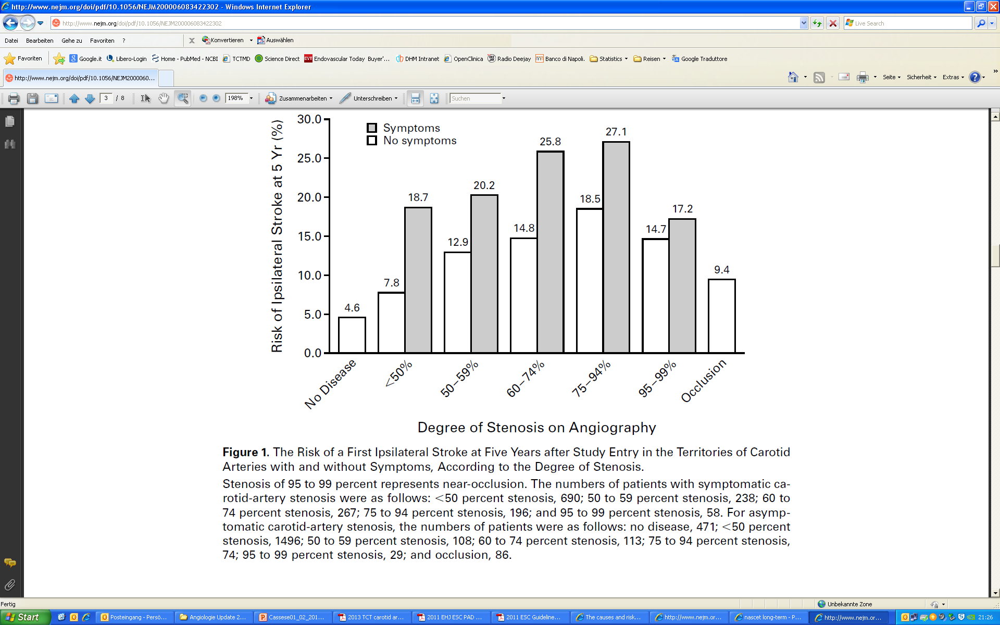 http://www.nejm.org/doi/pdf/10.1056/NEJM200006083422302 - Windows Internet Explorer
http://www.nejm.org/doi/pdf/10.1056/NEJM200006083422302
Live Search
Datei Bearbeiten Gehe zu Favoriten ?
Konvertieren Auswählen
Favoriten Google.it Libero-Login Home - PubMed - NCBI TCTMD Science Direct EVT Endovascular Today Buyer'... DHM Intranet OpenClinica Radio Deejay Banco di Napoli. Statistics Reisen Google Traduttore
http://www.nejm.org/doi/pdf/10.1056/NEJM2000060...
Seite Sicherheit Extras ?
3 / 8 198% Zusammenarbeiten Unterschreiben Suchen
Risk of Ipsilateral Stroke at 5 Yr (%)
30.0
25.0
20.0
15.0
10.0
5.0
0.0
Symptoms
No symptoms
4.6
7.8
18.7
12.9
20.2
14.8
25.8
18.5
27.1
14.7
17.2
9.4
No Disease
<50%
50–59%
60–74%
75–94%
95–99%
Occlusion
Degree of Stenosis on Angiography
Figure 1. The Risk of a First Ipsilateral Stroke at Five Years after Study Entry in the Territories of Carotid
Arteries with and without Symptoms, According to the Degree of Stenosis.
Stenosis of 95 to 99 percent represents near-occlusion. The numbers of patients with symptomatic ca-
rotid-artery stenosis were as follows: <50 percent stenosis, 690; 50 to 59 percent stenosis, 238; 60 to
74 percent stenosis, 267; 75 to 94 percent stenosis, 196; and 95 to 99 percent stenosis, 58. For asymp-
tomatic carotid-artery stenosis, the numbers of patients were as follows: no disease, 471; <50 percent
stenosis, 1496; 50 to 59 percent stenosis, 108; 60 to 74 percent stenosis, 113; 75 to 94 percent stenosis,
74; 95 to 99 percent stenosis, 29; and occlusion, 86.
Fertig
Unbekannte Zone
Start Posteingang - Persö... Angiologie Update 2... Cassese01_02_201... 2013 TCT carotid ar... 2011 EHJ ESC PAD ... 2011 ESC Guideline... The causes and risk... http://www.nejm.or... nascet long-term - P... http://www.nejm.or... 21:26